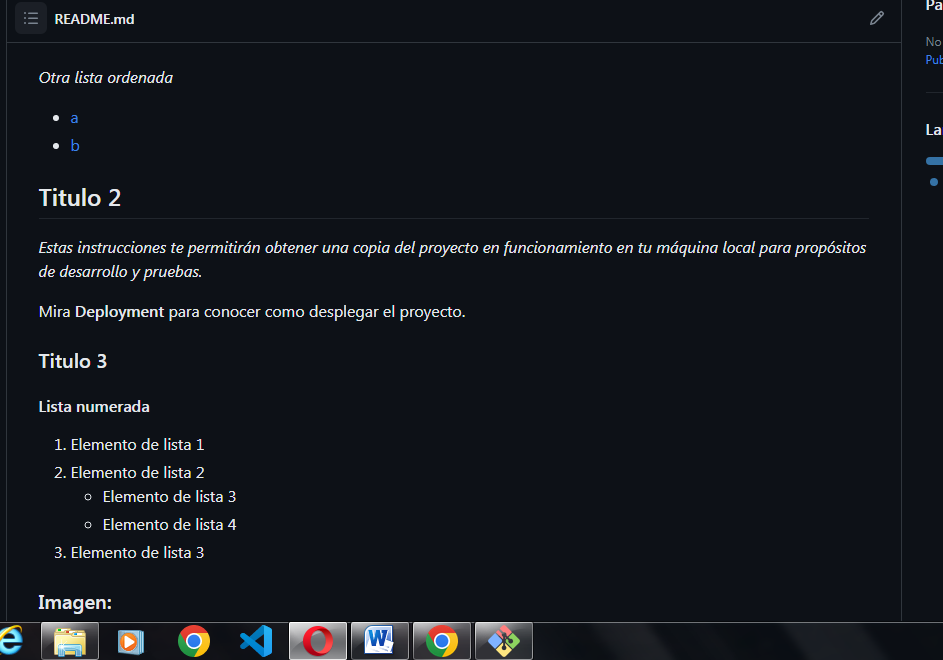 README.md
Pa
No
Pub
Otra lista ordenada
a
b
La
Titulo 2
Estas instrucciones te permitirán obtener una copia del proyecto en funcionamiento en tu máquina local para propósitos
de desarrollo y pruebas.
Mira Deployment para conocer como desplegar el proyecto.
Titulo 3
Lista numerada
1. Elemento de lista 1
2. Elemento de lista 2
Elemento de lista 3
Elemento de lista 4
3. Elemento de lista 3
Imagen: